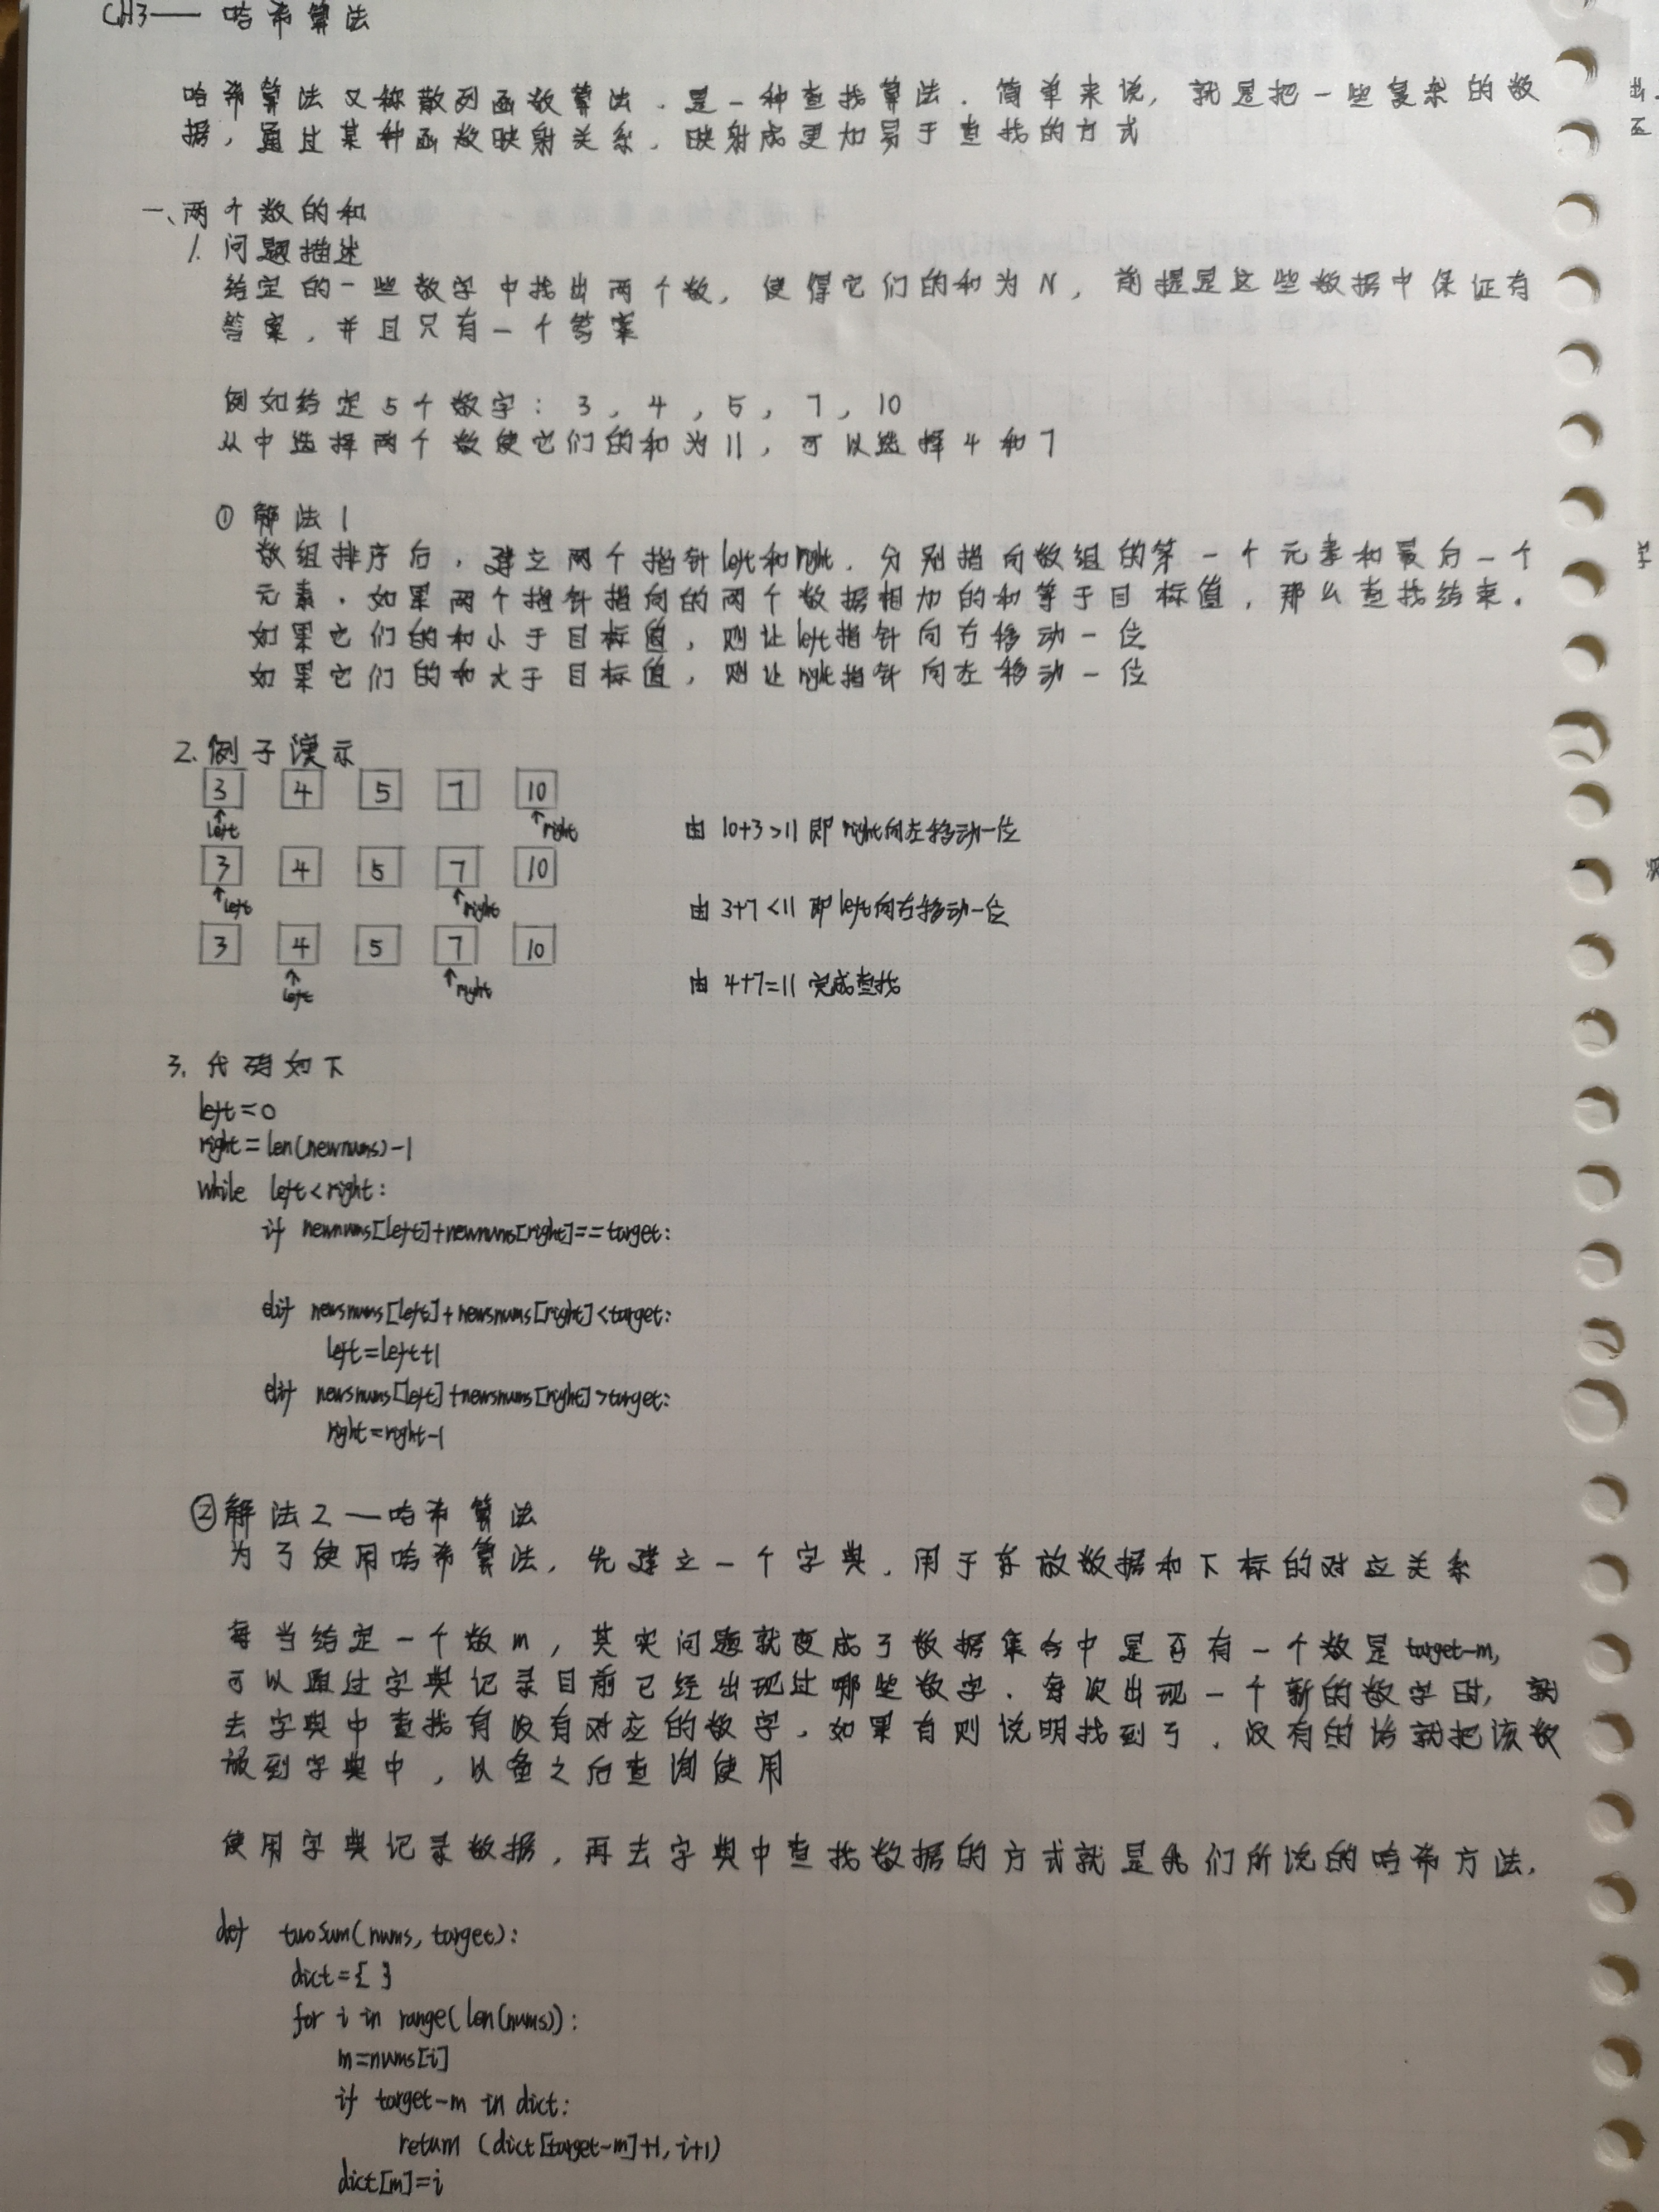 CH3—— 哈希算法
哈希算法又称散列函数算法,是一种查找算法.简单来说,就是把一些复杂的数
据,通过某种函数映射关系,映射成更加易于查找的方式
一、两个数的和
1. 问题描述
给定的一些数字中找出两个数,使得它们的和为N,前提是这些数据中保证有
答案,并且只有一个答案
例如给定5个数字:3,4,5,7,10
从中选择两个数使它们的和为11,可以选择4和7
① 解法1
数组排序后,建立两个指针left和right.分别指向数组的第一个元素和最后一个
元素.如果两个指针指向的两个数据相加的和等于目标值,那么查找结束.
如果它们的和小于目标值,则让left指针向右移动一位
如果它们的和大于目标值,则让right指针向左移动一位
2. 例子演示
3 4 5 7 10
left right 由 10+3>11 即 right向左移动一位
3 4 5 7 10
left right 由 3+7<11 即 left向右移动一位
3 4 5 7 10
left right 由 4+7=11 完成查找
3. 代码如下
left=0
right=len(newnums)-1
while left<right:
if newnums[left]+newnums[right]==target:
elif newsnums[left]+newsnums[right]<target:
left=left+1
elif newsnums[left]+newsnums[right]>target:
right=right-1
②解法2—哈希算法
为了使用哈希算法,先建立一个字典,用于存放数据和下标的对应关系
每当给定一个数m,其实问题就变成了数据集合中是否有一个数是target-m,
可以通过字典记录目前已经出现过哪些数字.每次出现一个新的数字时,就
去字典中查找有没有对应的数字,如果有则说明找到了,没有的话就把该数
放到字典中,以备之后查询使用
使用字典记录数据,再去字典中查找数据的方式就是我们所说的哈希方法.
def twoSum(nums, target):
dict={ }
for i in range(len(nums)):
m=nums[i]
if target-m in dict:
return (dict[target-m]+1, i+1)
dict[m]=i